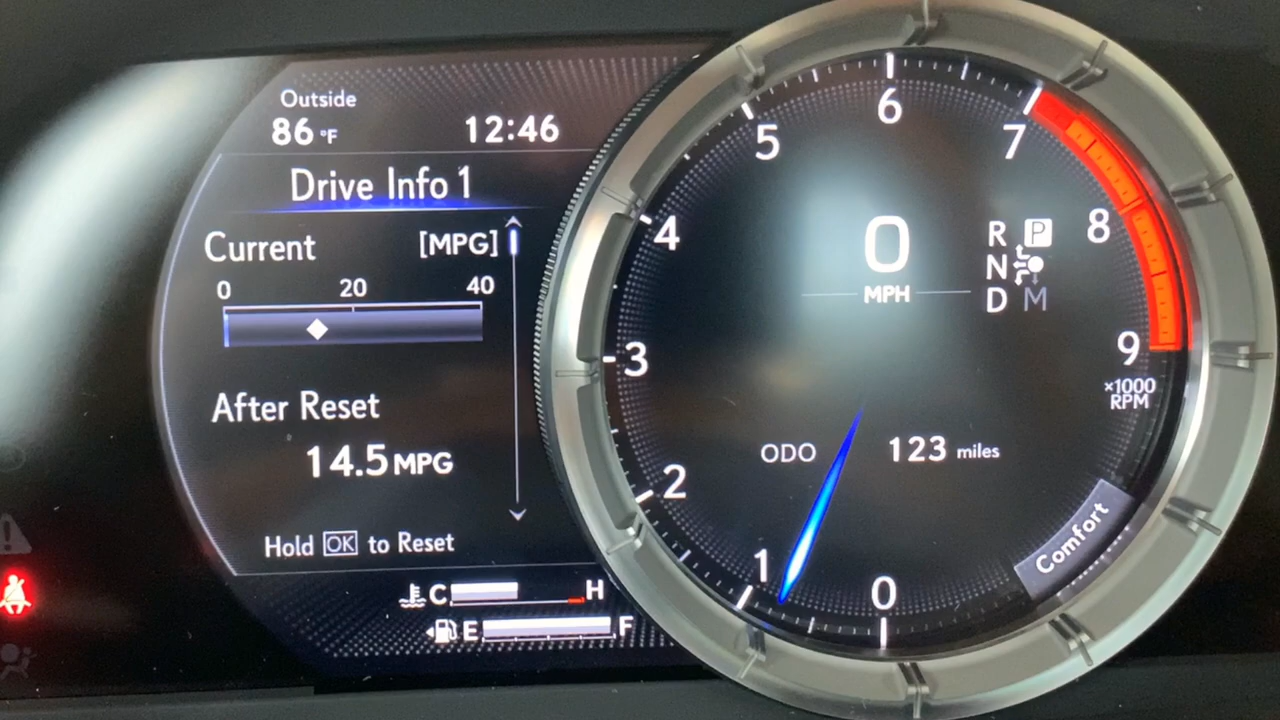 Outside
86 °F 12:46
Drive Info 1
Current [MPG]
0 20 40
After Reset
14.5 MPG
Hold OK to Reset
C H
E F
0
1
2
3
4
5
6
7
8
9
×1000
RPM
0
MPH
R P
N
D M
ODO 123 miles
Comfort